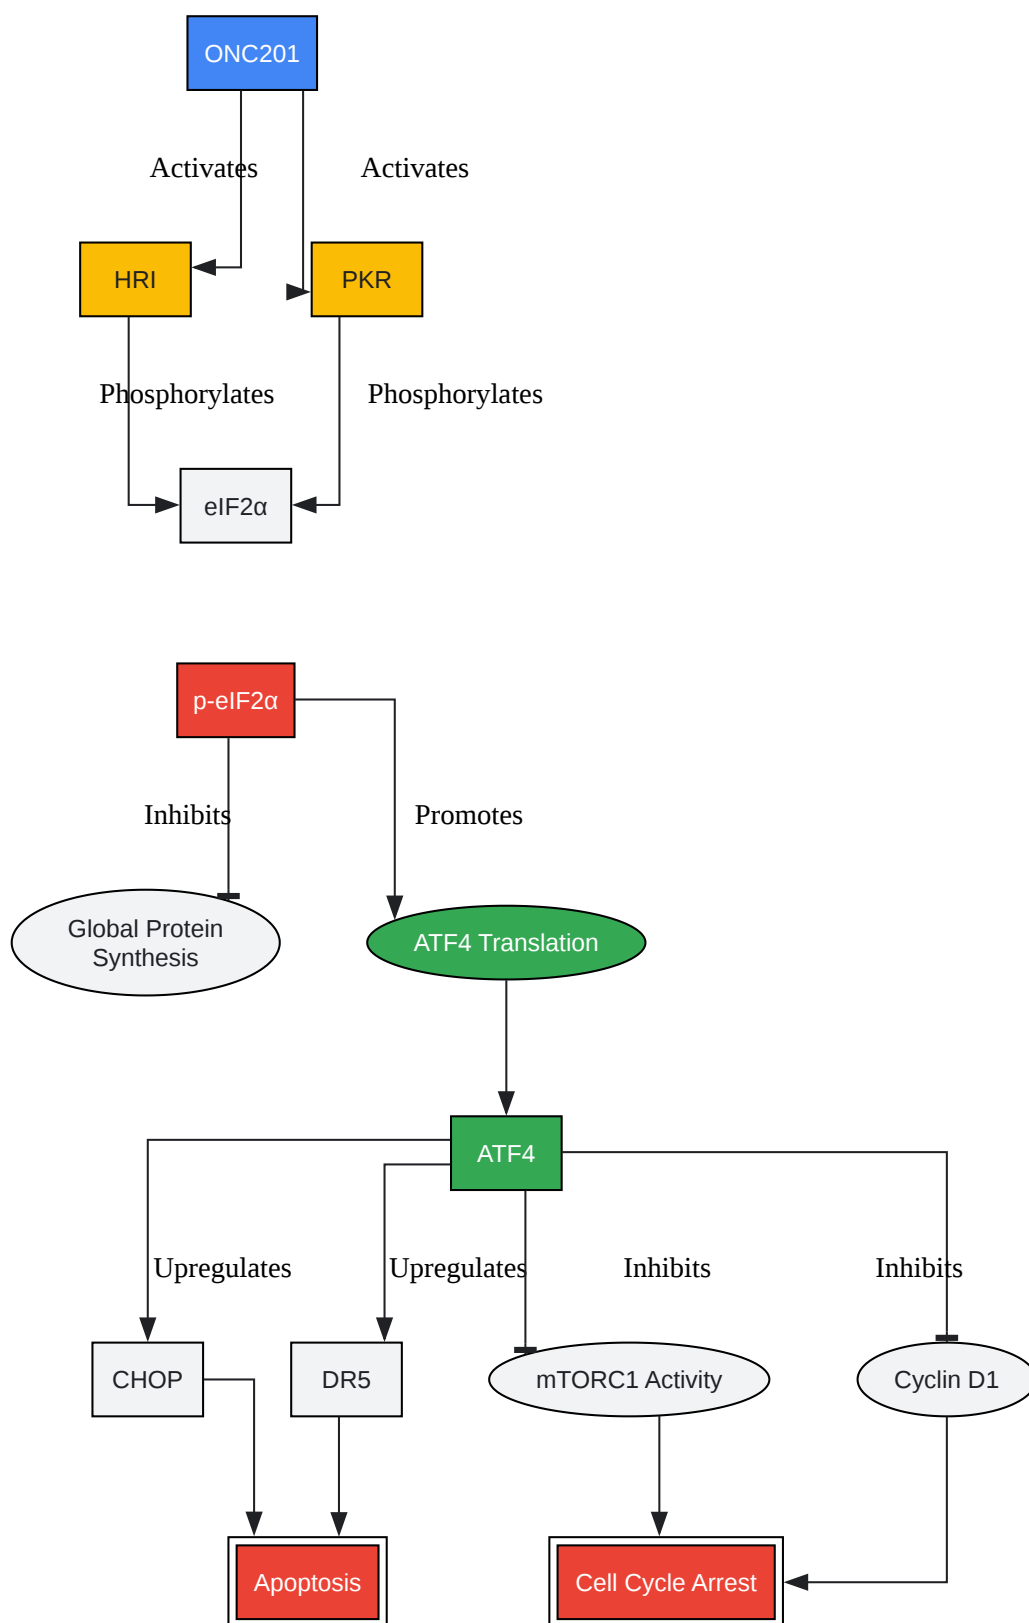 ONC201
Activates
Activates
HRI
PKR
Phosphorylates
Phosphorylates
eIF2α
p-eIF2α
Inhibits
Promotes
Global Protein
Synthesis
ATF4 Translation
ATF4
Upregulates
Upregulates
Inhibits
Inhibits
CHOP
DR5
mTORC1 Activity
Cyclin D1
Apoptosis
Cell Cycle Arrest